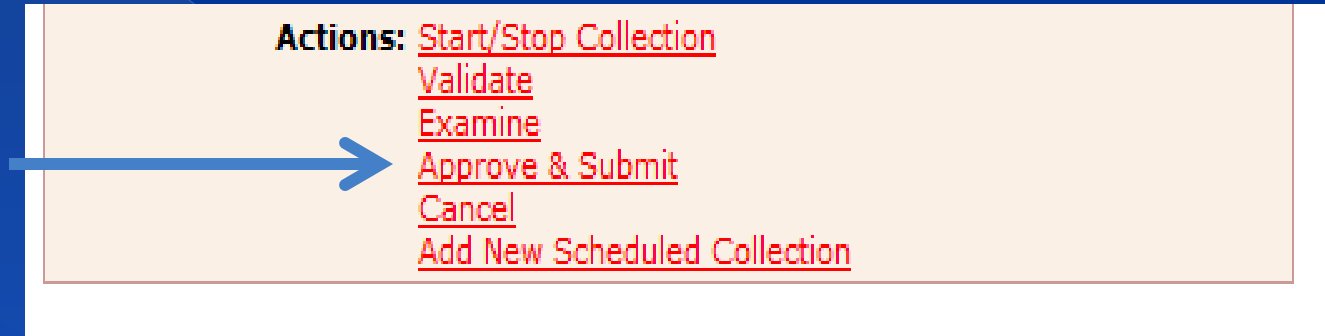 Actions: Start/Stop Collection
Validate
Examine
Approve & Submit
Cancel
Add New Scheduled Collection